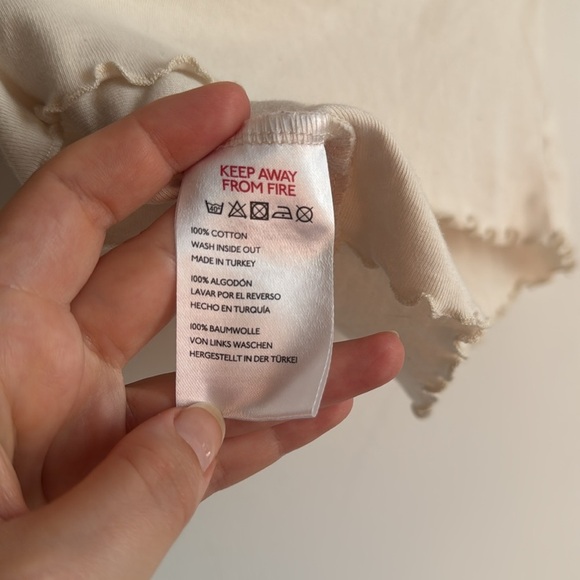 KEEP AWAY
FROM FIRE
40°
100% COTTON
WASH INSIDE OUT
MADE IN TURKEY
100% ALGODÓN
LAVAR POR EL REVERSO
HECHO EN TURQUÍA
100% BAUMWOLLE
VON LINKS WASCHEN
HERGESTELLT IN DER TÜRKEI